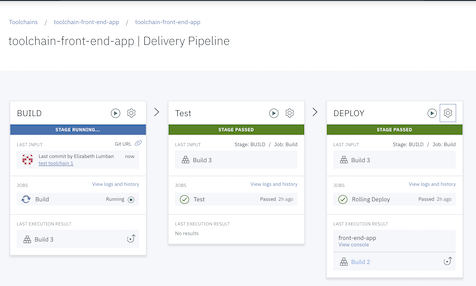 Toolchains / toolchain-front-end-app / toolchain-front-end-app
toolchain-front-end-app | Delivery Pipeline
BUILD
STAGE RUNNING...
LAST INPUT Git URL
Last commit by Elizabeth Lumban now
test toolchain 1
JOBS View logs and history
Build Running
LAST EXECUTION RESULT
Build 3
Test
STAGE PASSED
LAST INPUT Stage: BUILD / Job: Build
Build 3
JOBS View logs and history
Test Passed 2h ago
LAST EXECUTION RESULT
No results
DEPLOY
STAGE PASSED
LAST INPUT Stage: BUILD / Job: Build
Build 3
JOBS View logs and history
Rolling Deploy Passed 2h ago
LAST EXECUTION RESULT
front-end-app
View console
Build 2